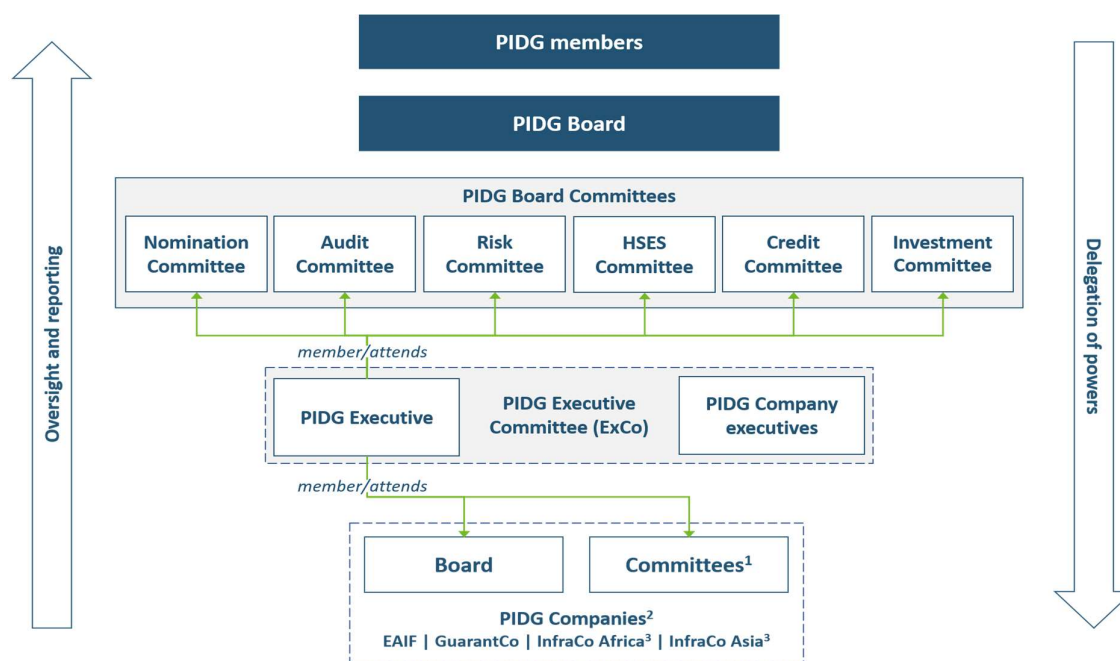 PIDG members
PIDG Board
PIDG Board Committees
Nomination Committee
Audit Committee
Risk Committee
HSES Committee
Credit Committee
Investment Committee
member/attends
PIDG Executive
PIDG Executive Committee (ExCo)
PIDG Company executives
member/attends
Board
Committees¹
PIDG Companies²
EAIF | GuarantCo | InfraCo Africa³ | InfraCo Asia³
Oversight and reporting
Delegation of powers